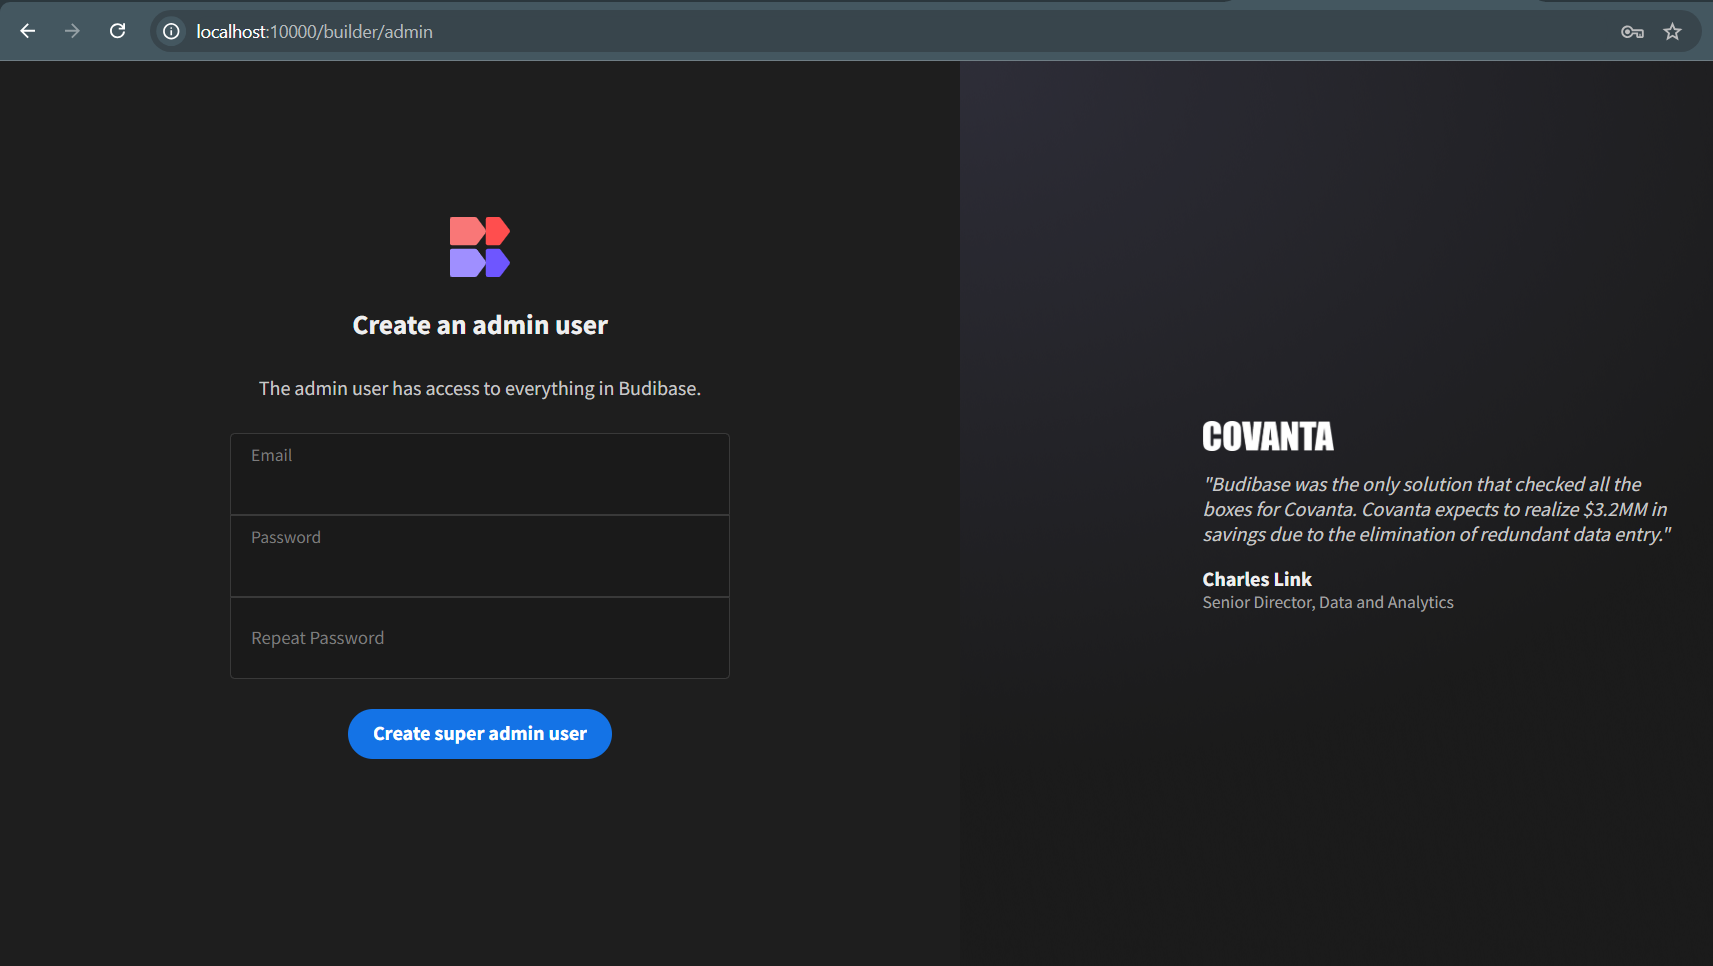 localhost:10000/builder/admin
Create an admin user
The admin user has access to everything in Budibase.
Email
Password
Repeat Password
Create super admin user
COVANTA
"Budibase was the only solution that checked all the
boxes for Covanta. Covanta expects to realize $3.2MM in
savings due to the elimination of redundant data entry."
Charles Link
Senior Director, Data and Analytics